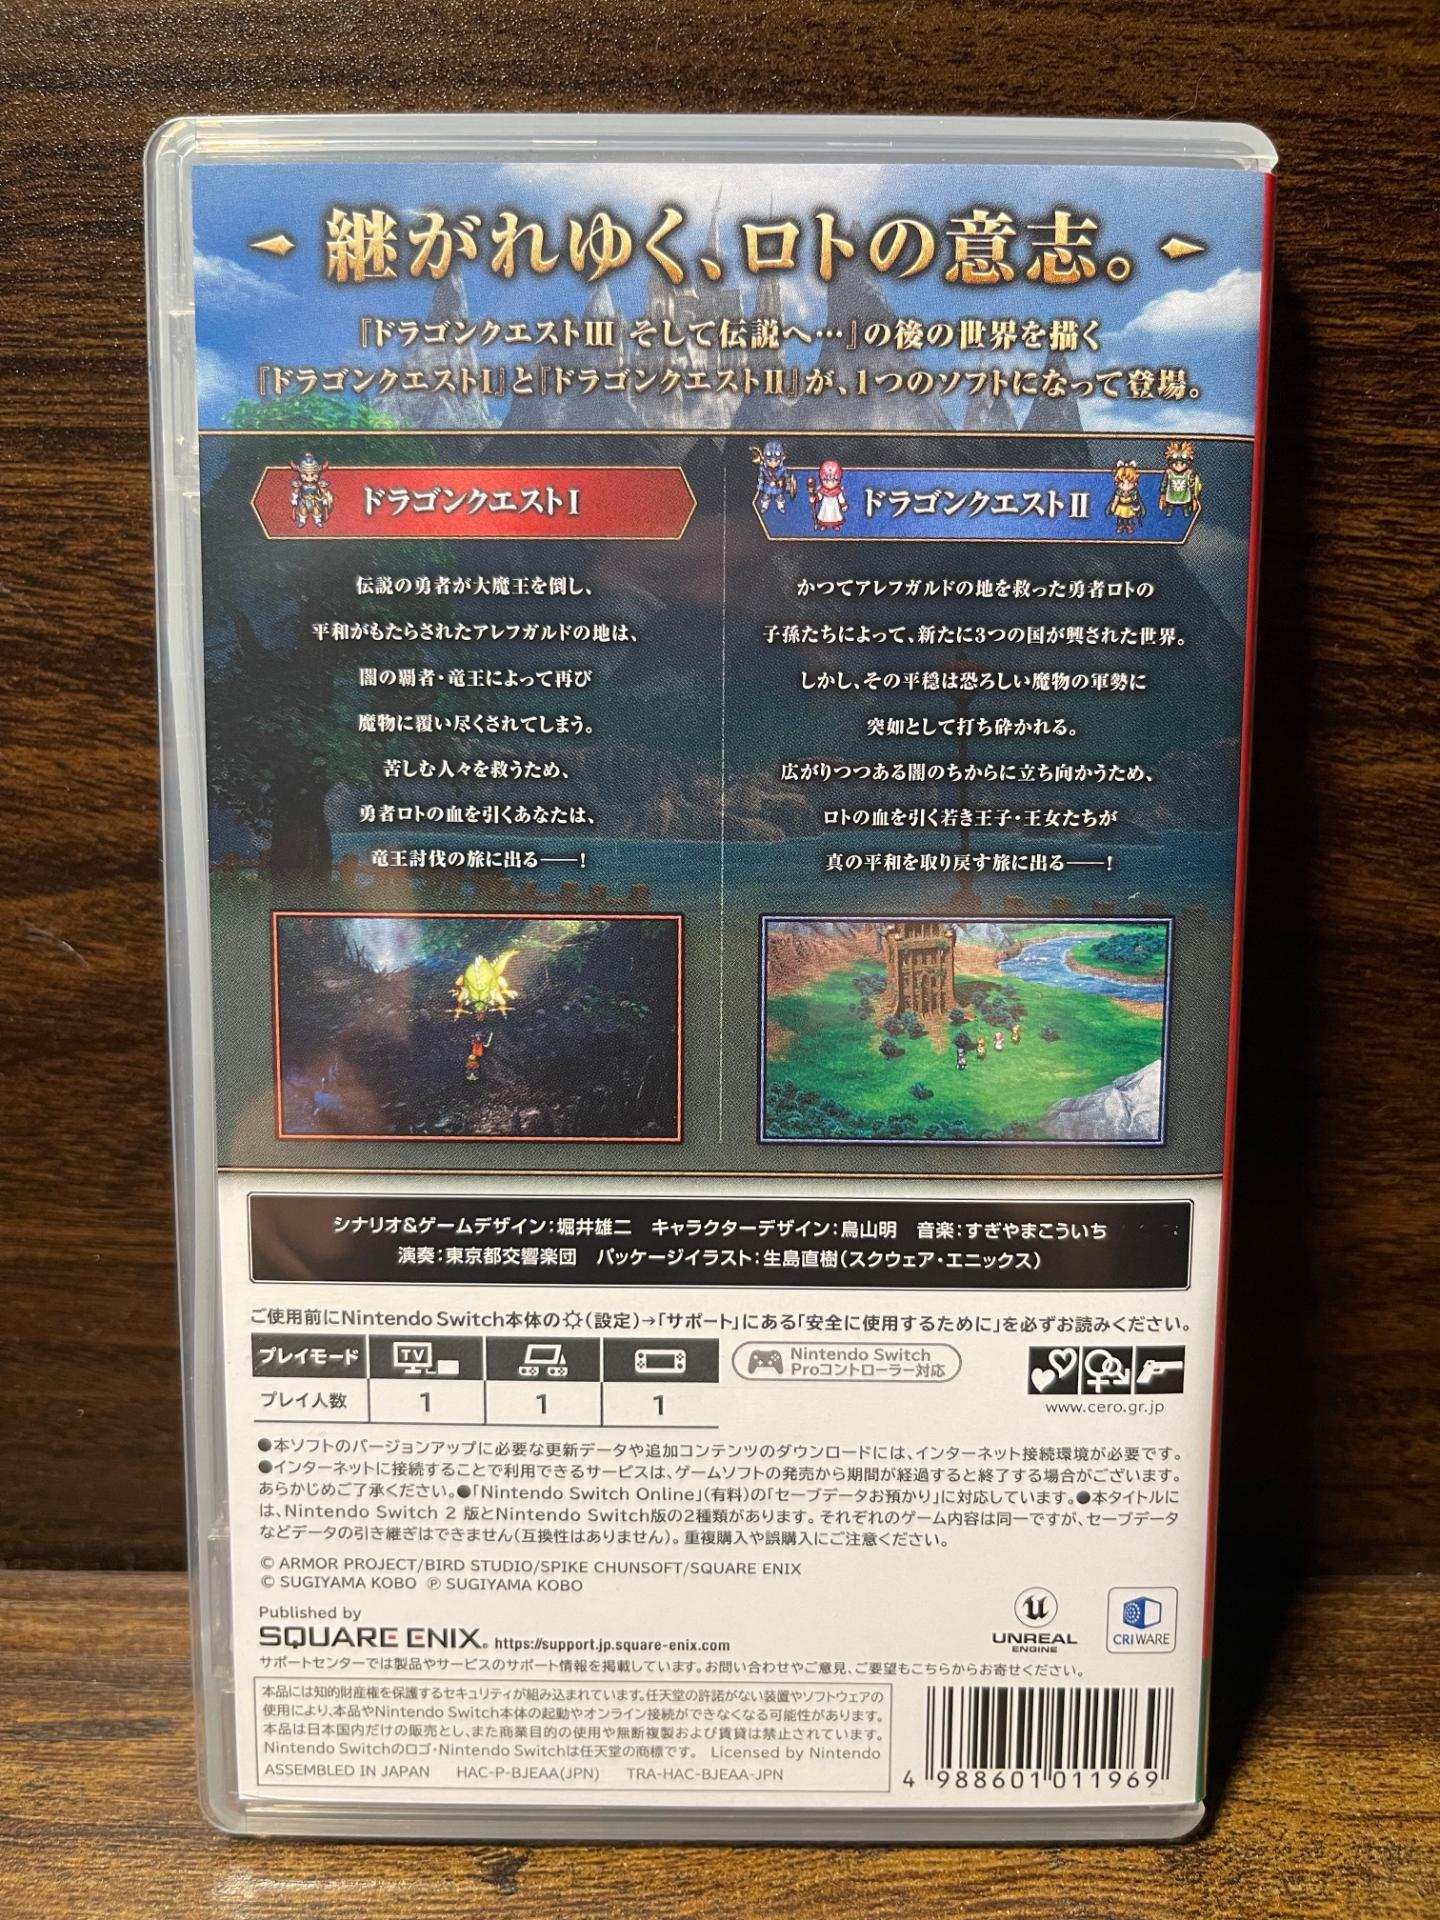 継がれゆく、ロトの意志。
『ドラゴンクエストIII そして伝説へ…』の後の世界を描く
『ドラゴンクエストI』と『ドラゴンクエストII』が、1つのソフトになって登場。
ドラゴンクエストI
伝説の勇者が大魔王を倒し、
平和がもたらされたアレフガルドの地は、
闇の覇者・竜王によって再び
魔物に覆い尽くされてしまう。
苦しむ人々を救うため、
勇者ロトの血を引くあなたは、
竜王討伐の旅に出る――!
ドラゴンクエストII
かつてアレフガルドの地を救った勇者ロトの
子孫たちによって、新たに3つの国が興された世界。
しかし、その平穏は恐ろしい魔物の軍勢に
突如として打ち砕かれる。
広がりつつある闇のちからに立ち向かうため、
ロトの血を引く若き王子・王女たちが
真の平和を取り戻す旅に出る――!
シナリオ&ゲームデザイン:堀井雄二 キャラクターデザイン:鳥山明 音楽:すぎやまこういち
演奏:東京都交響楽団 パッケージイラスト:生島直樹(スクウェア・エニックス)
ご使用前にNintendo Switch本体の(設定)→「サポート」にある「安全に使用するために」を必ずお読みください。
プレイモード TV
プレイ人数 1 1 1
Nintendo Switch
Proコントローラー対応
www.cero.gr.jp
●本ソフトのバージョンアップに必要な更新データや追加コンテンツのダウンロードには、インターネット接続環境が必要です。
●インターネットに接続することで利用できるサービスは、ゲームソフトの発売から期間が経過すると終了する場合がございます。
あらかじめご了承ください。●「Nintendo Switch Online」(有料)の「セーブデータお預かり」に対応しています。●本タイトルに
は、Nintendo Switch 2 版とNintendo Switch版の2種類があります。それぞれのゲーム内容は同一ですが、セーブデータ
などデータの引き継ぎはできません(互換性はありません)。重複購入や誤購入にご注意ください。
© ARMOR PROJECT/BIRD STUDIO/SPIKE CHUNSOFT/SQUARE ENIX
© SUGIYAMA KOBO ℗ SUGIYAMA KOBO
Published by
SQUARE ENIX. https://support.jp.square-enix.com
サポートセンターでは製品やサービスのサポート情報を掲載しています。お問い合わせやご意見、ご要望もこちらからお寄せください。
UNREAL
ENGINE
CRIWARE
本品には知的財産権を保護するセキュリティが組み込まれています。任天堂の許諾がない装置やソフトウェアの
使用により、本品やNintendo Switch本体の起動やオンライン接続ができなくなる可能性があります。
本品は日本国内だけの販売とし、また商業目的の使用や無断複製および賃貸は禁止されています。
Nintendo Switchのロゴ・Nintendo Switchは任天堂の商標です。 Licensed by Nintendo
ASSEMBLED IN JAPAN HAC-P-BJEAA(JPN) TRA-HAC-BJEAA-JPN
4 988601 011969